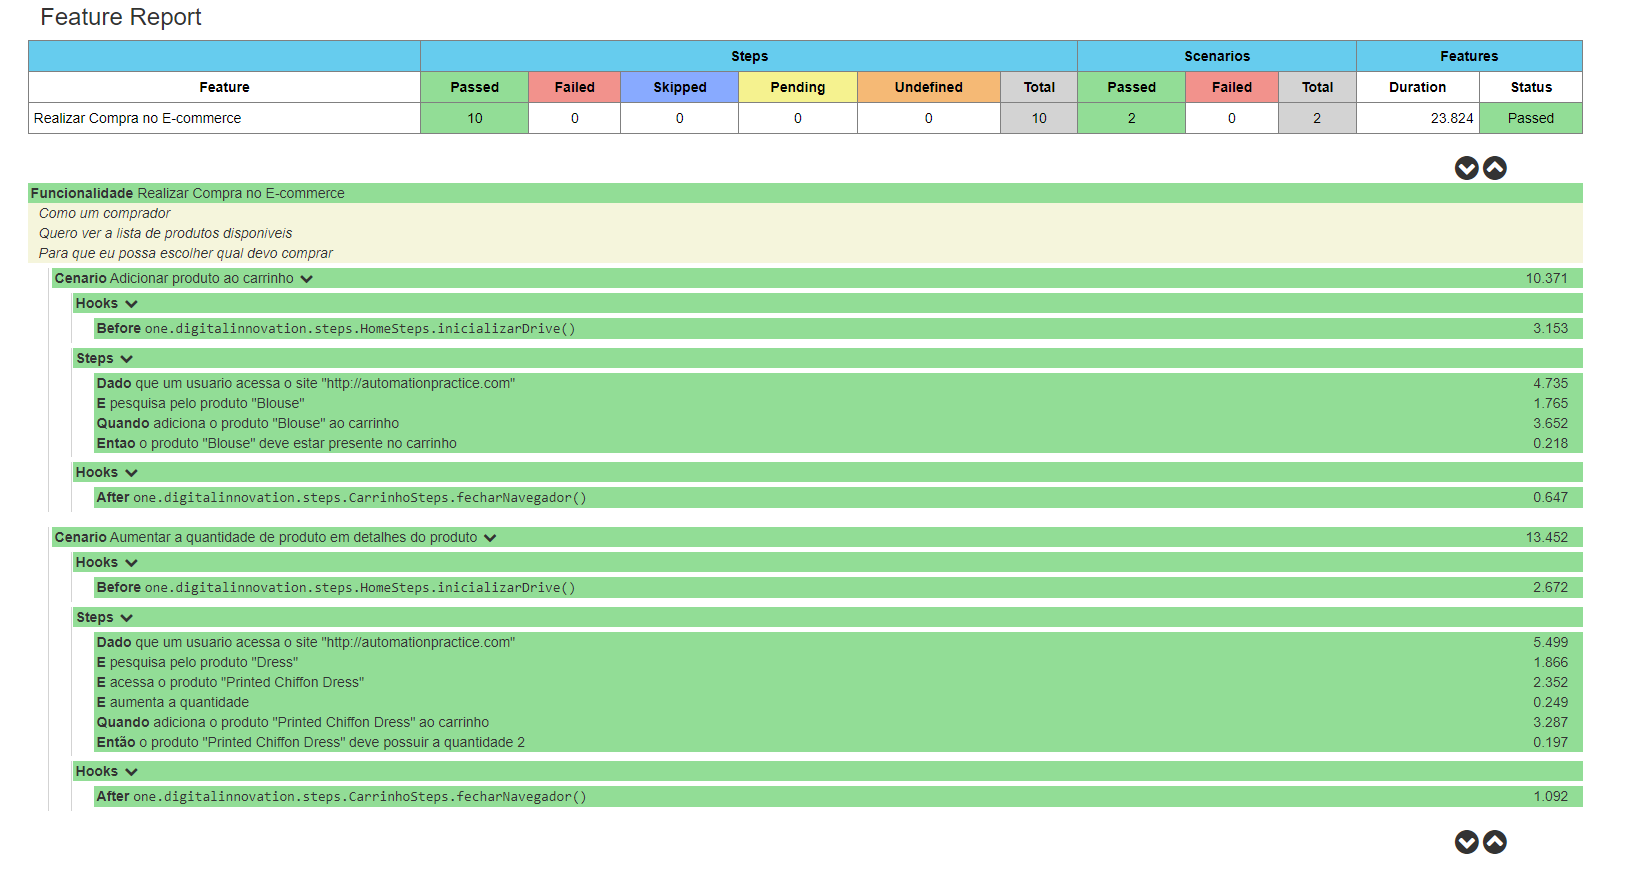 Feature Report
Steps Scenarios Features
Feature Passed Failed Skipped Pending Undefined Total Passed Failed Total Duration Status
Realizar Compra no E-commerce 10 0 0 0 0 10 2 0 2 23.824 Passed
Funcionalidade Realizar Compra no E-commerce
Como um comprador
Quero ver a lista de produtos disponiveis
Para que eu possa escolher qual devo comprar
Cenario Adicionar produto ao carrinho 10.371
Hooks
Before one.digitalinnovation.steps.HomeSteps.inicializarDrive() 3.153
Steps
Dado que um usuario acessa o site "http://automationpractice.com" 4.735
E pesquisa pelo produto "Blouse" 1.765
Quando adiciona o produto "Blouse" ao carrinho 3.652
Entao o produto "Blouse" deve estar presente no carrinho 0.218
Hooks
After one.digitalinnovation.steps.CarrinhoSteps.fecharNavegador() 0.647
Cenario Aumentar a quantidade de produto em detalhes do produto 13.452
Hooks
Before one.digitalinnovation.steps.HomeSteps.inicializarDrive() 2.672
Steps
Dado que um usuario acessa o site "http://automationpractice.com" 5.499
E pesquisa pelo produto "Dress" 1.866
E acessa o produto "Printed Chiffon Dress" 2.352
E aumenta a quantidade 0.249
Quando adiciona o produto "Printed Chiffon Dress" ao carrinho 3.287
Então o produto "Printed Chiffon Dress" deve possuir a quantidade 2 0.197
Hooks
After one.digitalinnovation.steps.CarrinhoSteps.fecharNavegador() 1.092